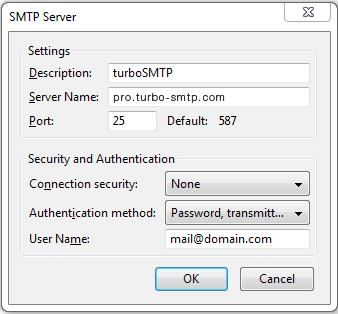 SMTP Server
Settings
Description: turboSMTP
Server Name: pro.turbo-smtp.com
Port: 25 Default: 587
Security and Authentication
Connection security: None
Authentication method: Password, transmitt...
User Name: mail@domain.com
OK Cancel